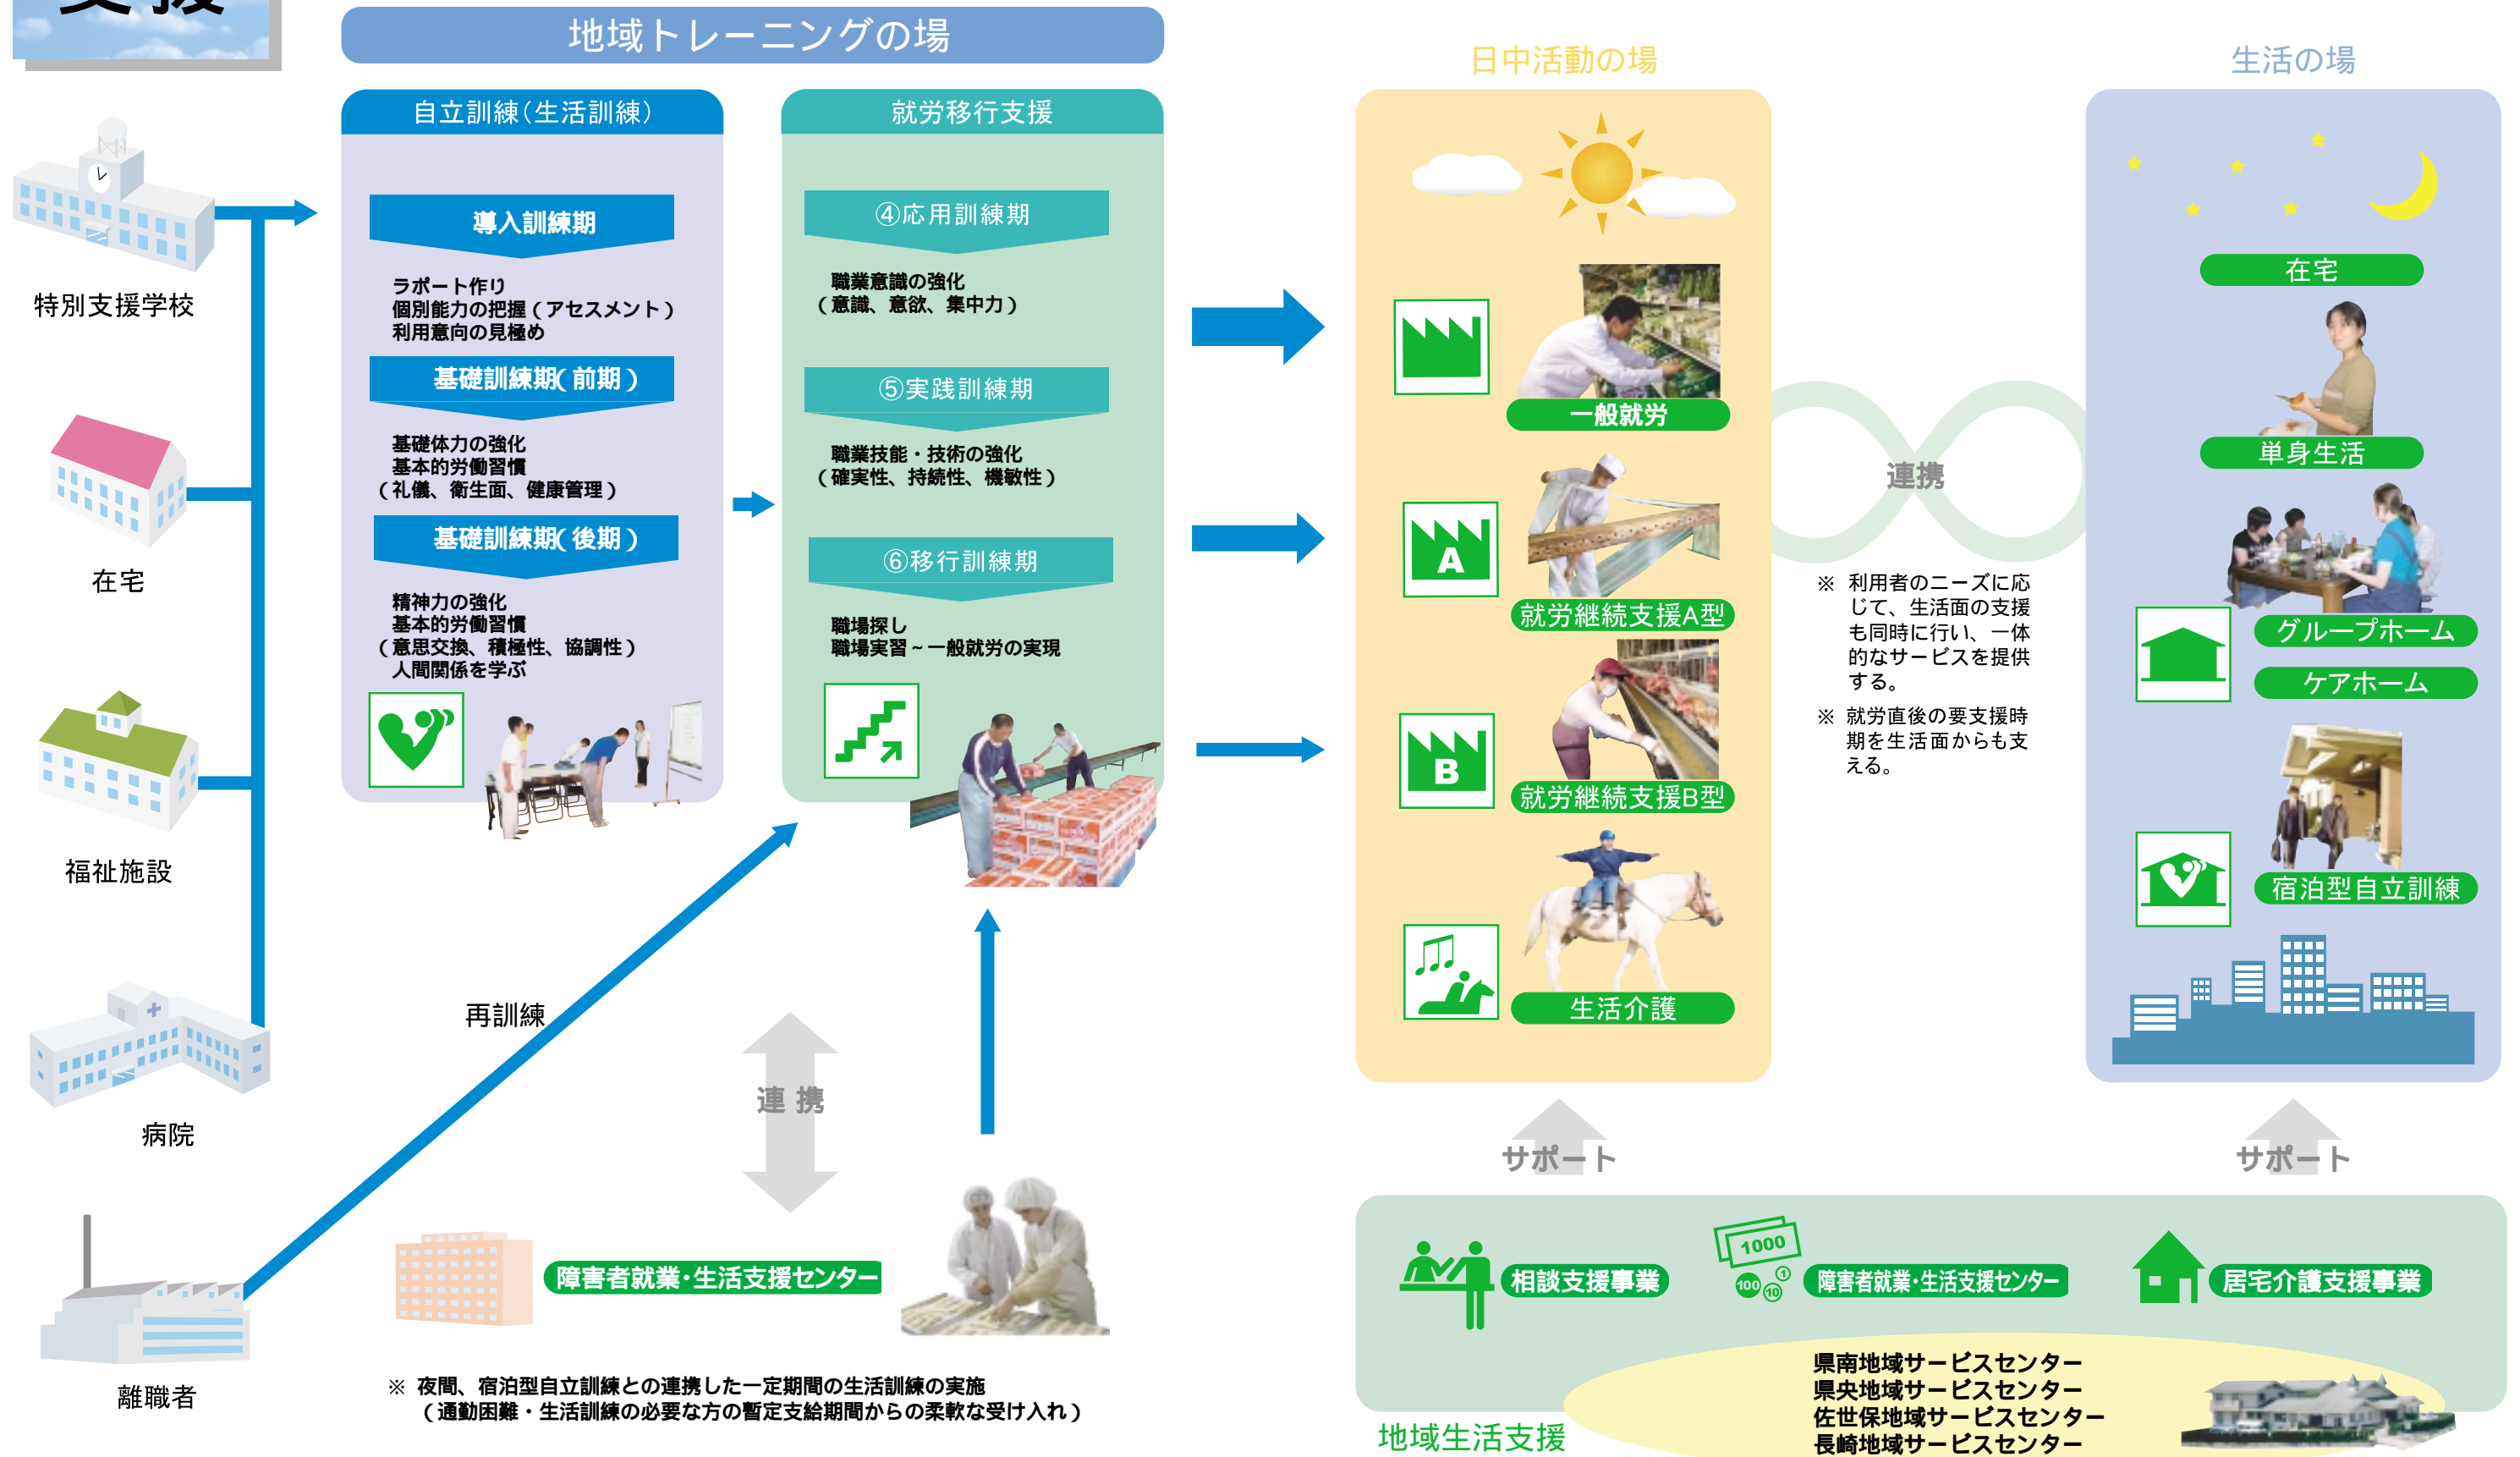 支援
地域トレーニングの場
自立訓練(生活訓練)
導入訓練期
ラポート作り
個別能力の把握(アセスメント)
利用意向の見極め
基礎訓練期(前期)
基礎体力の強化
基本的労働習慣
(礼儀、衛生面、健康管理)
基礎訓練期(後期)
精神力の強化
基本的労働習慣
(意思交換、積極性、協調性)
人間関係を学ぶ
就労移行支援
④応用訓練期
職業意識の強化
(意識、意欲、集中力)
⑤実践訓練期
職業技能・技術の強化
(確実性、持続性、機敏性)
⑥移行訓練期
職場探し
職場実習~一般就労の実現
特別支援学校
在宅
福祉施設
病院
離職者
再訓練
連携
障害者就業・生活支援センター
※ 夜間、宿泊型自立訓練との連携した一定期間の生活訓練の実施
(通勤困難・生活訓練の必要な方の暫定支給期間からの柔軟な受け入れ)
日中活動の場
一般就労
A
就労継続支援A型
B
就労継続支援B型
生活介護
連携
※ 利用者のニーズに応
じて、生活面の支援
も同時に行い、一体
的なサービスを提供
する。
※ 就労直後の要支援時
期を生活面からも支
える。
生活の場
在宅
単身生活
グループホーム
ケアホーム
宿泊型自立訓練
サポート
サポート
相談支援事業
1000
100
10
1
障害者就業・生活支援センター
居宅介護支援事業
県南地域サービスセンター
県央地域サービスセンター
佐世保地域サービスセンター
長崎地域サービスセンター
地域生活支援